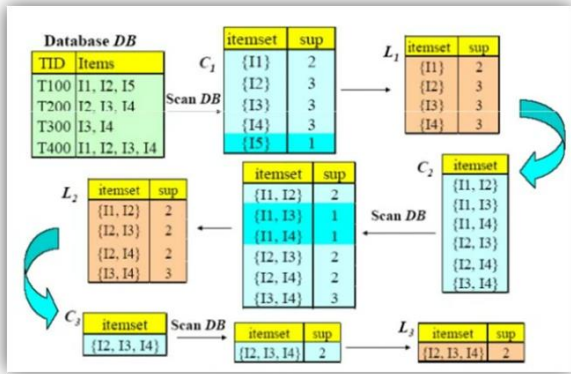 Database DB
TID Items
T100 I1, I2, I5
T200 I2, I3, I4
T300 I3, I4
T400 I1, I2, I3, I4
Scan DB
C1
itemset sup
{I1} 2
{I2} 3
{I3} 3
{I4} 3
{I5} 1
L1
itemset sup
{I1} 2
{I2} 3
{I3} 3
{I4} 3
C2
itemset
{I1, I2}
{I1, I3}
{I1, I4}
{I2, I3}
{I2, I4}
{I3, I4}
Scan DB
itemset sup
{I1, I2} 2
{I1, I3} 1
{I1, I4} 1
{I2, I3} 2
{I2, I4} 2
{I3, I4} 3
L2
itemset sup
{I1, I2} 2
{I2, I3} 2
{I2, I4} 2
{I3, I4} 3
C3
itemset
{I2, I3, I4}
Scan DB
itemset sup
{I2, I3, I4} 2
L3
itemset sup
{I2, I3, I4} 2